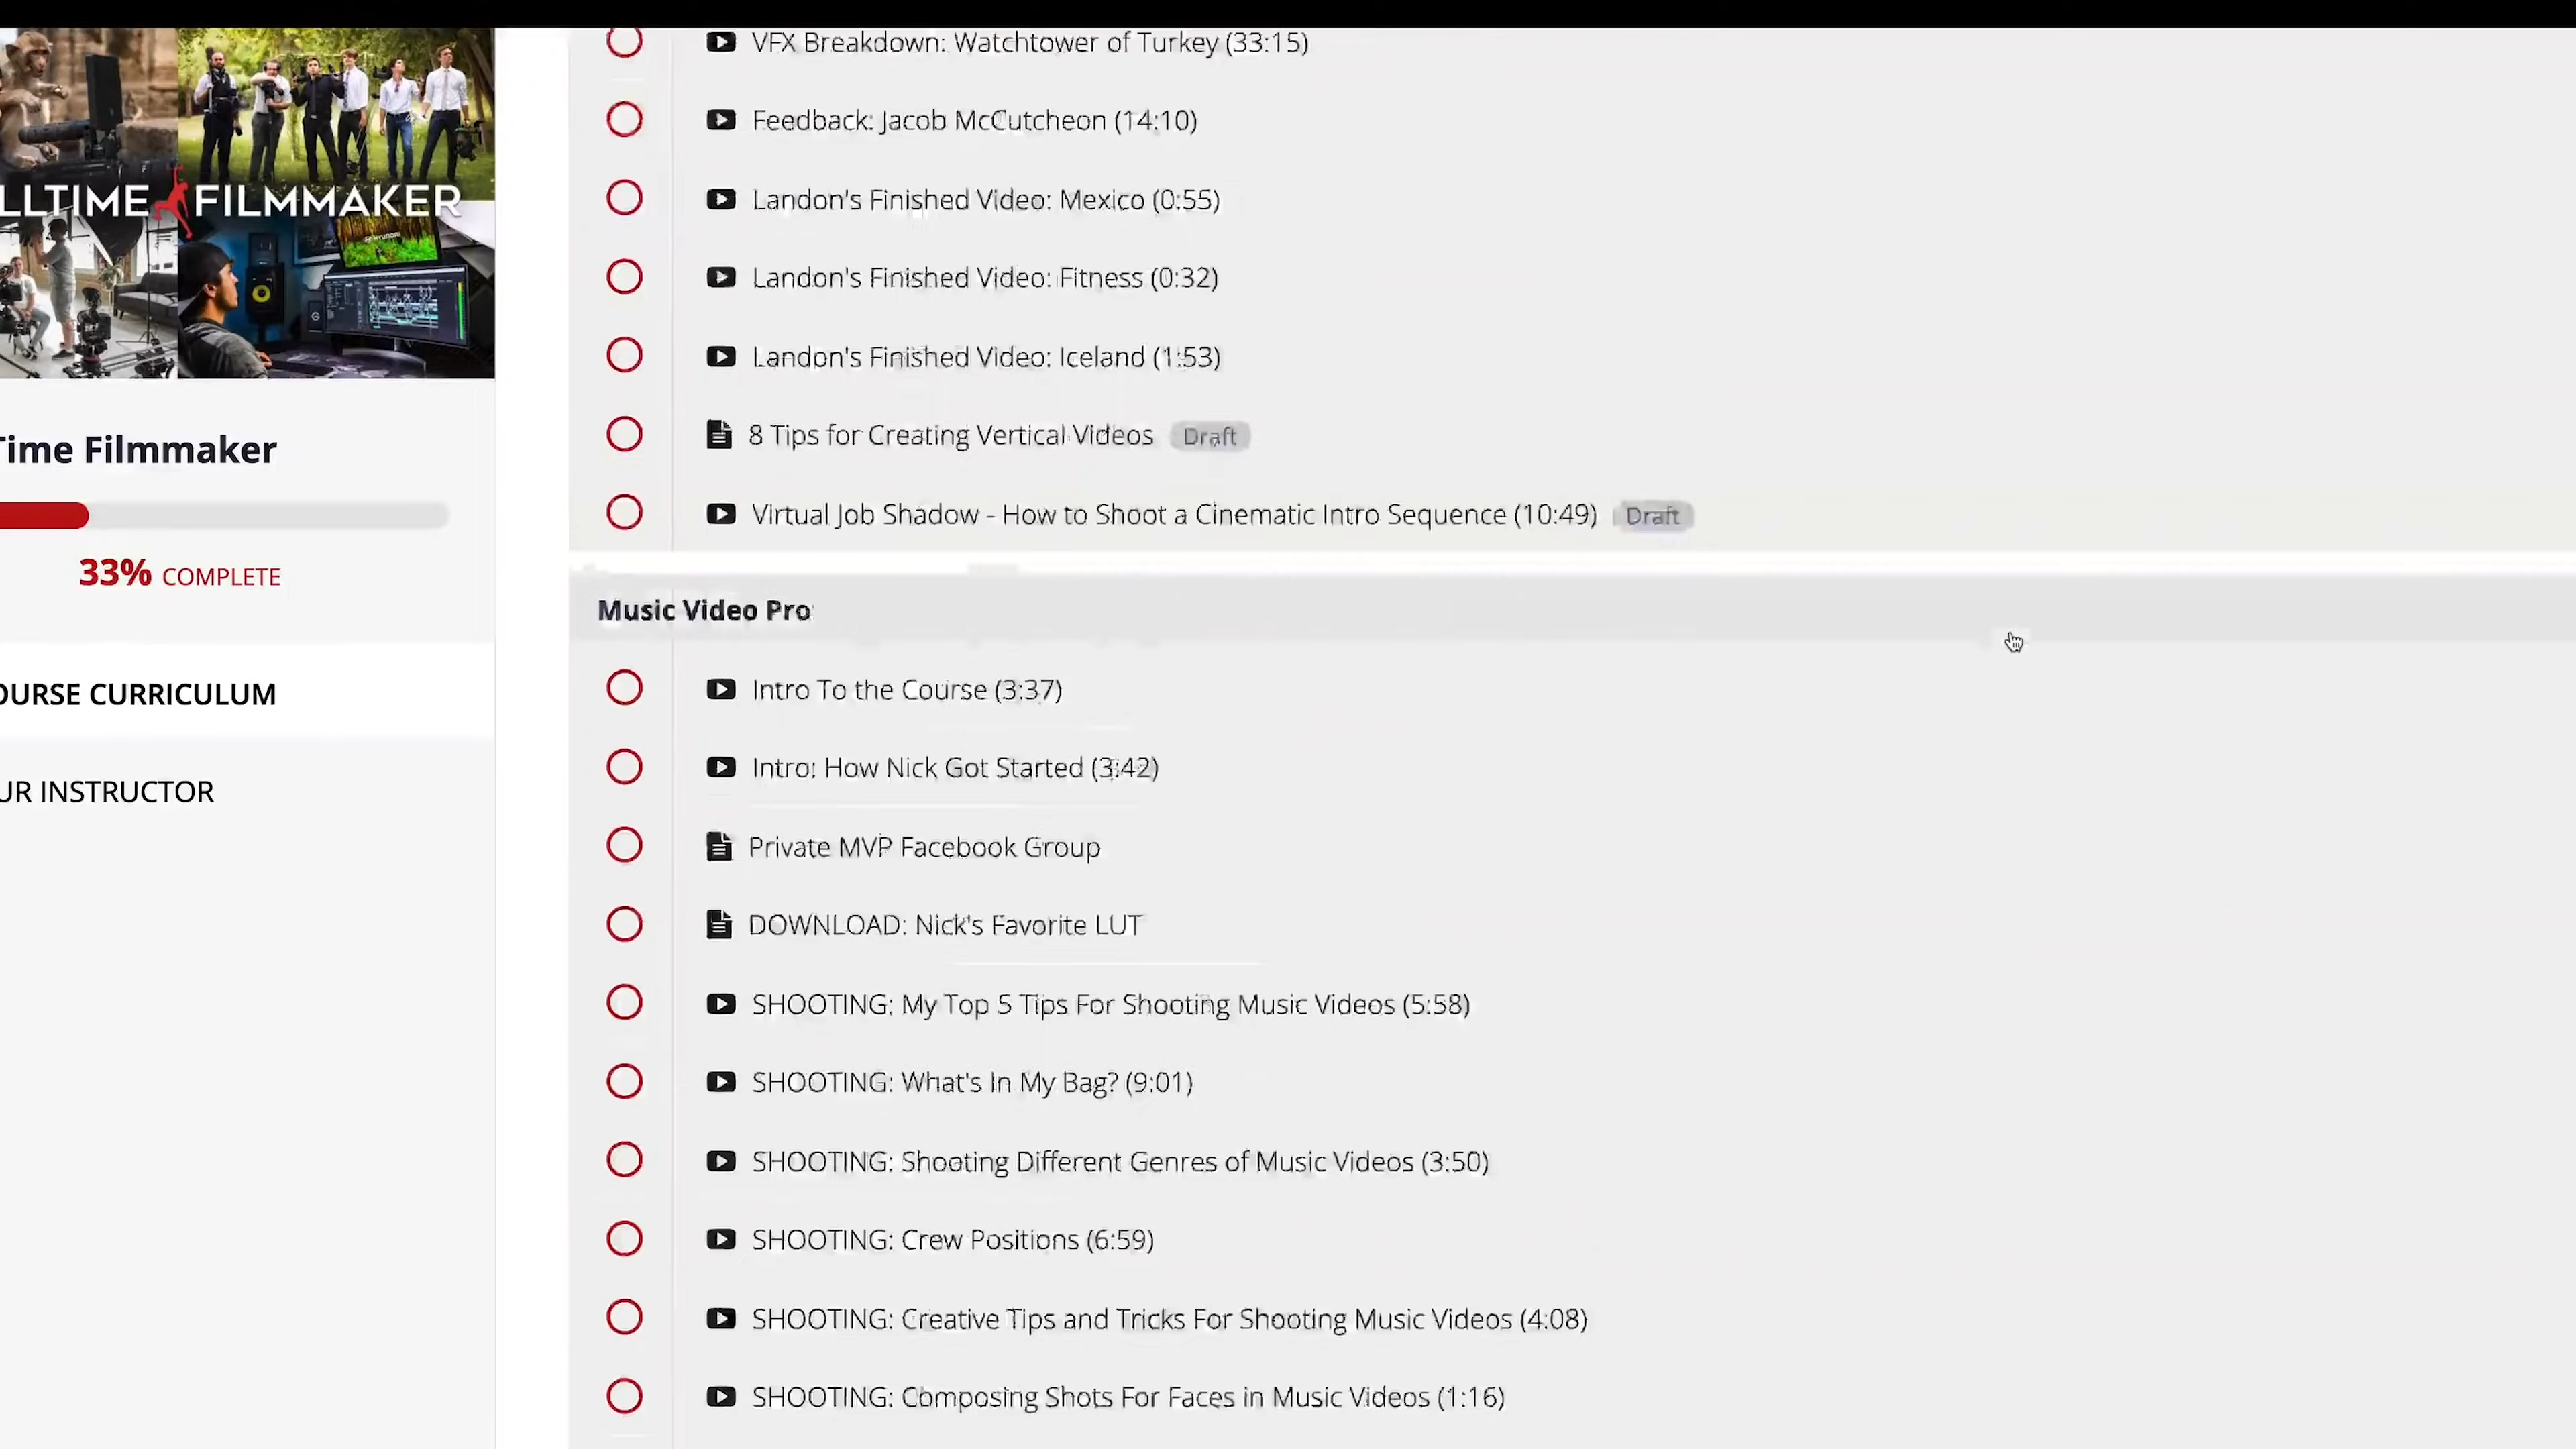 LLTIME FILMMAKER
Time Filmmaker
33% COMPLETE
OURSE CURRICULUM
UR INSTRUCTOR
VFX Breakdown: Watchtower of Turkey (33:15)
Feedback: Jacob McCutcheon (14:10)
Landon's Finished Video: Mexico (0:55)
Landon's Finished Video: Fitness (0:32)
Landon's Finished Video: Iceland (1:53)
8 Tips for Creating Vertical Videos Draft
Virtual Job Shadow - How to Shoot a Cinematic Intro Sequence (10:49) Draft
Music Video Pro
Intro To the Course (3:37)
Intro: How Nick Got Started (3:42)
Private MVP Facebook Group
DOWNLOAD: Nick's Favorite LUT
SHOOTING: My Top 5 Tips For Shooting Music Videos (5:58)
SHOOTING: What's In My Bag? (9:01)
SHOOTING: Shooting Different Genres of Music Videos (3:50)
SHOOTING: Crew Positions (6:59)
SHOOTING: Creative Tips and Tricks For Shooting Music Videos (4:08)
SHOOTING: Composing Shots For Faces in Music Videos (1:16)